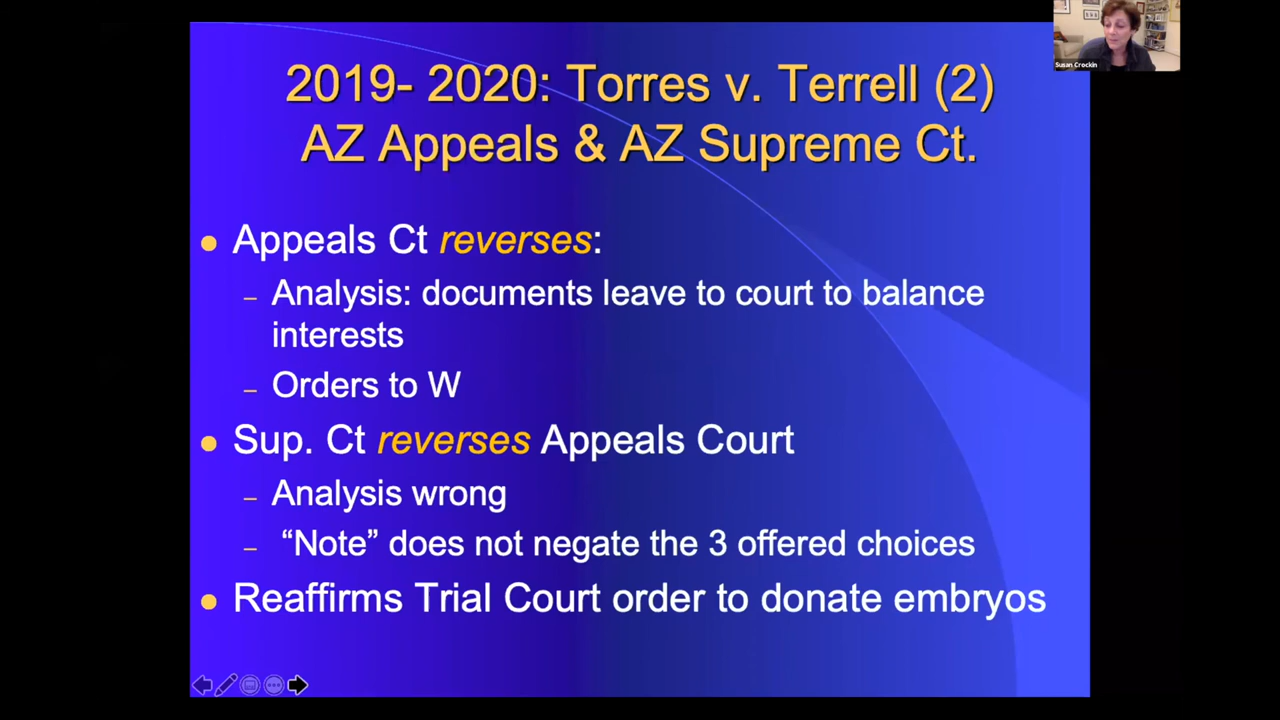 2019- 2020: Torres v. Terrell (2)
AZ Appeals & AZ Supreme Ct.
Appeals Ct reverses:
– Analysis: documents leave to court to balance
interests
– Orders to W
Sup. Ct reverses Appeals Court
– Analysis wrong
– “Note” does not negate the 3 offered choices
Reaffirms Trial Court order to donate embryos
Susan Crockin